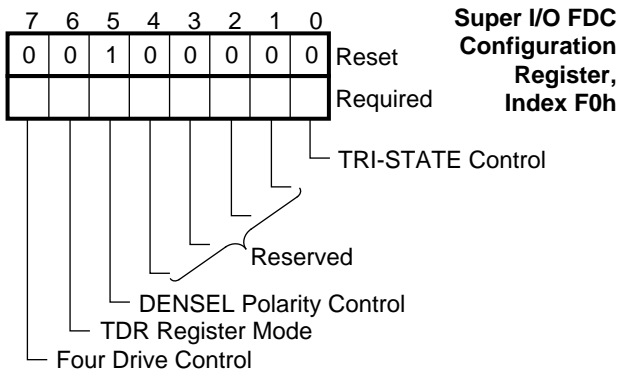 7 6 5 4 3 2 1 0
0 0 1 0 0 0 0 0 Reset
Required
Super I/O FDC
Configuration
Register,
Index F0h
TRI-STATE Control
Reserved
DENSEL Polarity Control
TDR Register Mode
Four Drive Control